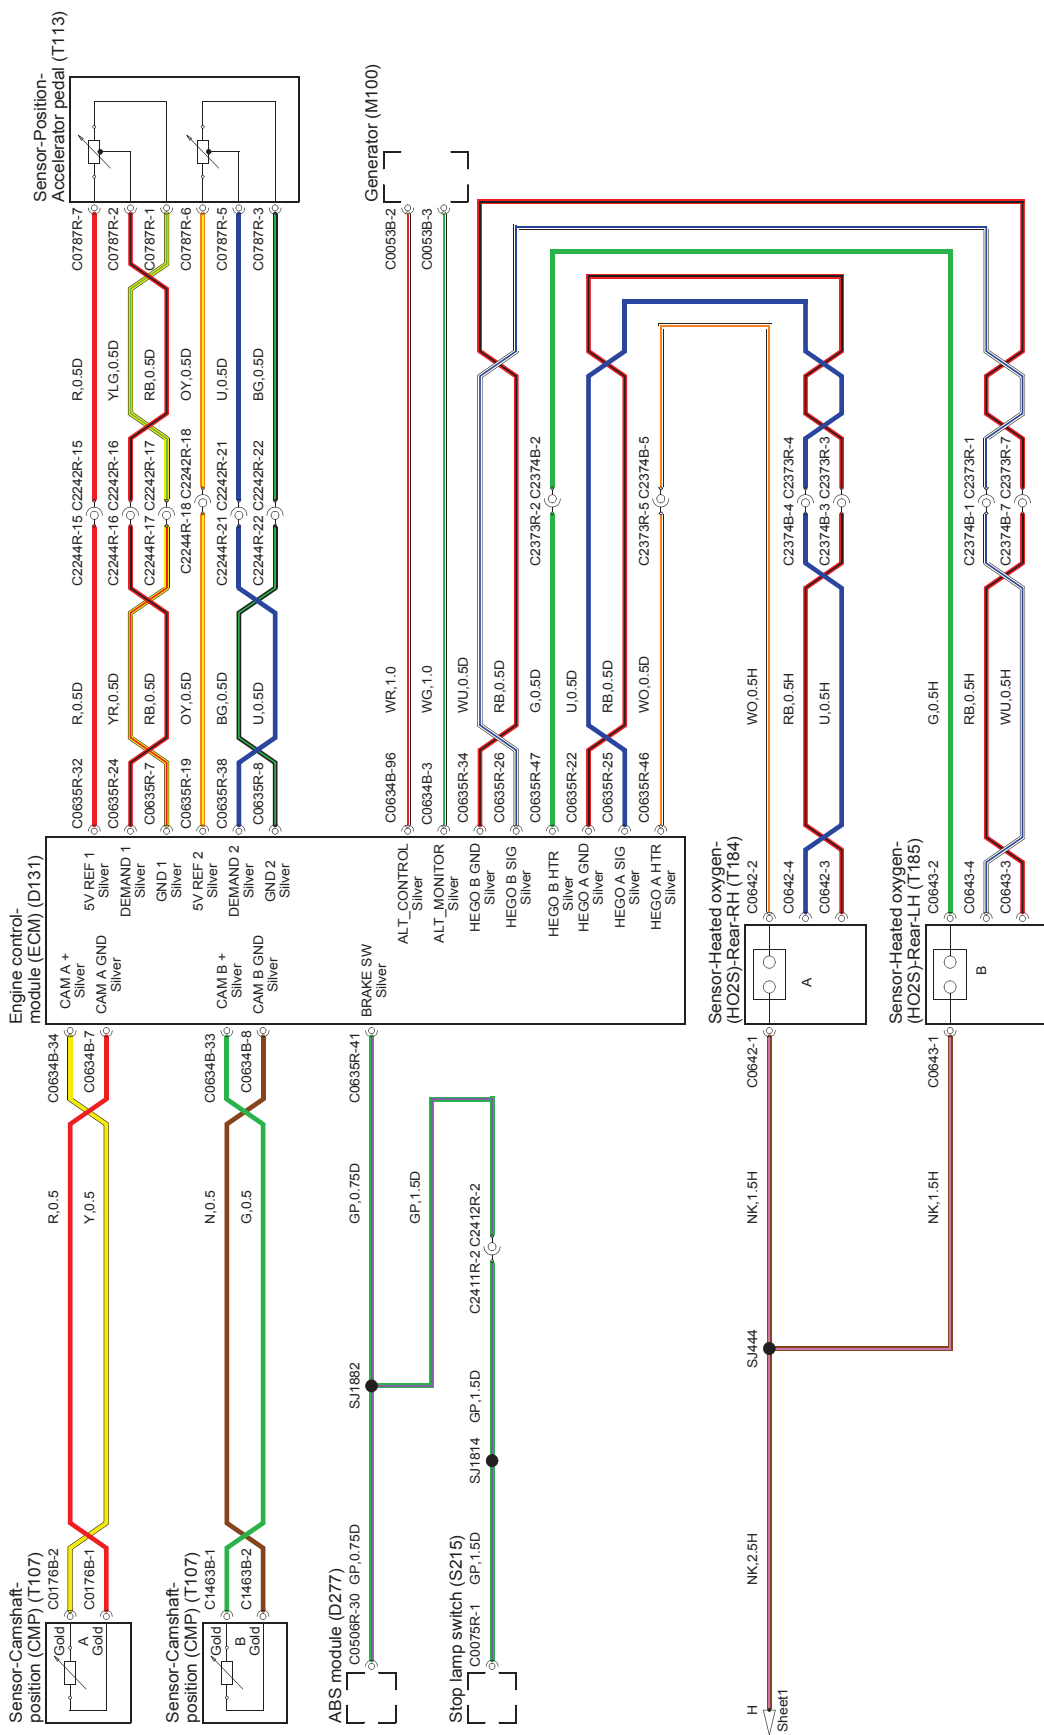 Sensor-Position-
Accelerator pedal (T113)
C0787R-7
C0787R-2
C0787R-1
C0787R-6
C0787R-5
C0787R-3
R,0.5D
YLG,0.5D
RB,0.5D
OY,0.5D
U,0.5D
BG,0.5D
C2244R-15 C2242R-15
C2244R-16 C2242R-16
C2244R-17 C2242R-17
C2244R-18 C2242R-18
C2244R-21 C2242R-21
C2244R-22 C2242R-22
R,0.5D
YR,0.5D
RB,0.5D
OY,0.5D
BG,0.5D
U,0.5D
C0635R-32
C0635R-24
C0635R-7
C0635R-19
C0635R-38
C0635R-8
Generator (M100)
C0053B-2
C0053B-3
C2373R-2 C2374B-2
C2373R-5 C2374B-5
C2374B-4 C2373R-4
C2374B-3 C2373R-3
C2374B-1 C2373R-1
C2374B-7 C2373R-7
WR,1.0
WG,1.0
WU,0.5D
RB,0.5D
G,0.5D
U,0.5D
RB,0.5D
WO,0.5D
WO,0.5H
RB,0.5H
U,0.5H
G,0.5H
RB,0.5H
WU,0.5H
C0634B-96
C0634B-3
C0635R-34
C0635R-26
C0635R-47
C0635R-22
C0635R-25
C0635R-46
Engine control-
module (ECM) (D131)
5V REF 1
Silver
DEMAND 1
Silver
GND 1
Silver
5V REF 2
Silver
DEMAND 2
Silver
GND 2
Silver
ALT_CONTROL
Silver
ALT_MONITOR
Silver
HEGO B GND
Silver
HEGO B SIG
Silver
HEGO B HTR
Silver
HEGO A GND
Silver
HEGO A SIG
Silver
HEGO A HTR
Silver
CAM A +
Silver
CAM A GND
Silver
CAM B +
Silver
CAM B GND
Silver
BRAKE SW
Silver
C0642-2
C0642-4
C0642-3
C0643-2
C0643-4
C0643-3
Sensor-Heated oxygen-
(HO2S)-Rear-RH (T184)
A
Sensor-Heated oxygen-
(HO2S)-Rear-LH (T185)
B
C0634B-34
C0634B-7
C0634B-33
C0634B-8
C0635R-41
C0642-1
C0643-1
R,0.5
Y,0.5
N,0.5
G,0.5
GP,0.75D
GP,1.5D
NK,1.5H
NK,1.5H
C2411R-2 C2412R-2
SJ1882
GP,1.5D
SJ1814
SJ444
Sensor-Camshaft-
position (CMP) (T107)
C0176B-2
C0176B-1
Gold
A
Gold
Sensor-Camshaft-
position (CMP) (T107)
C1463B-1
C1463B-2
Gold
B
Gold
ABS module (D277)
C0506R-30 GP,0.75D
Stop lamp switch (S215)
C0075R-1 GP,1.5D
NK,2.5H
H
Sheet1